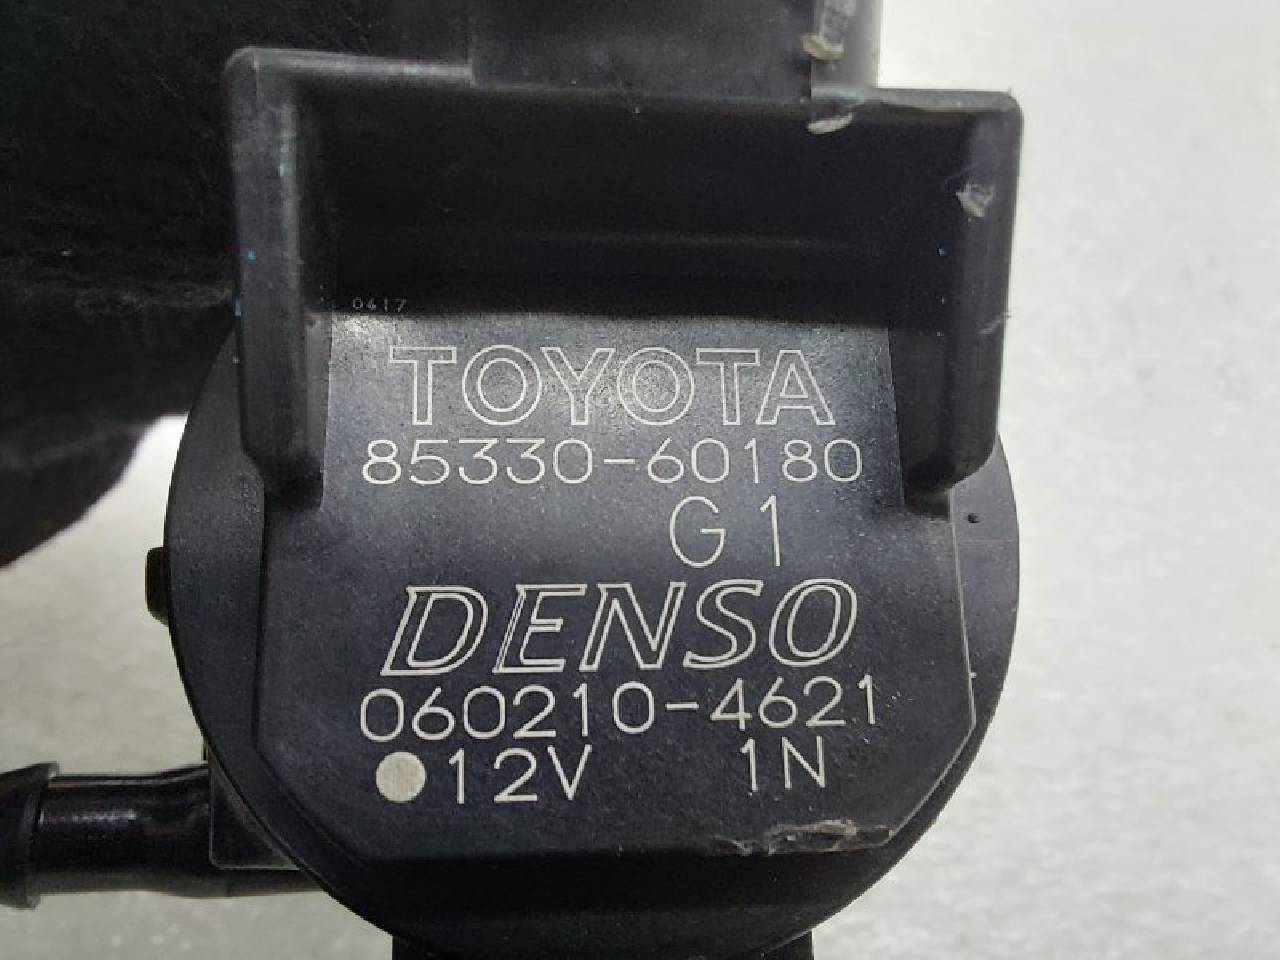 0617
TOYOTA
85330-60180
G1
DENSO
060210-4621
12V 1N